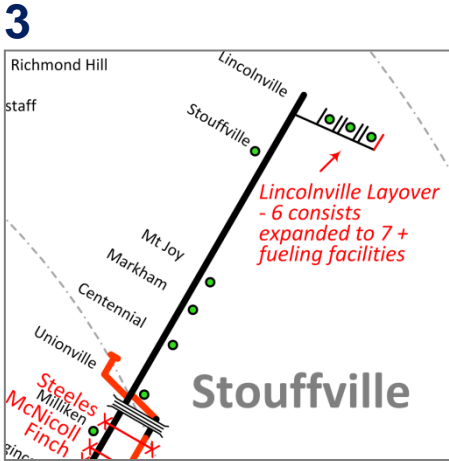 3
Richmond Hill
staff
Lincolnville
Stouffville
Lincolnville Layover
- 6 consists
expanded to 7 +
fueling facilities
Mt Joy
Markham
Centennial
Unionville
Stouffville
Steeles
Milliken
McNicoll
Finch